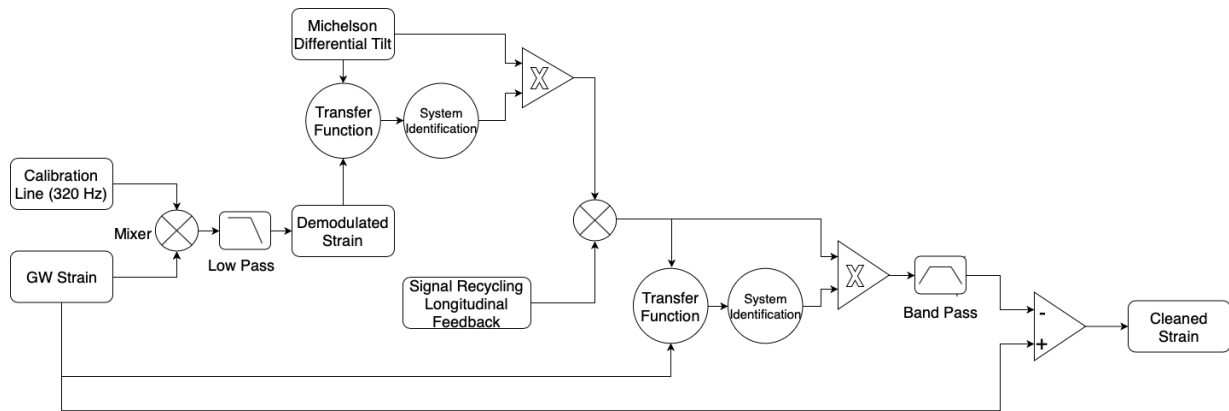 Michelson
Differential Tilt
X
Transfer
Function
System
Identification
Calibration
Line (320 Hz)
Mixer
Low Pass
Demodulated
Strain
GW Strain
Signal Recycling
Longitudinal
Feedback
Transfer
Function
System
Identification
X
Band Pass
-
+
Cleaned
Strain